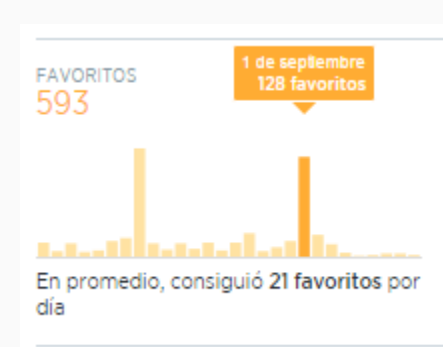 FAVORITOS
593
1 de septiembre
128 favoritos
En promedio, consiguió 21 favoritos por
día